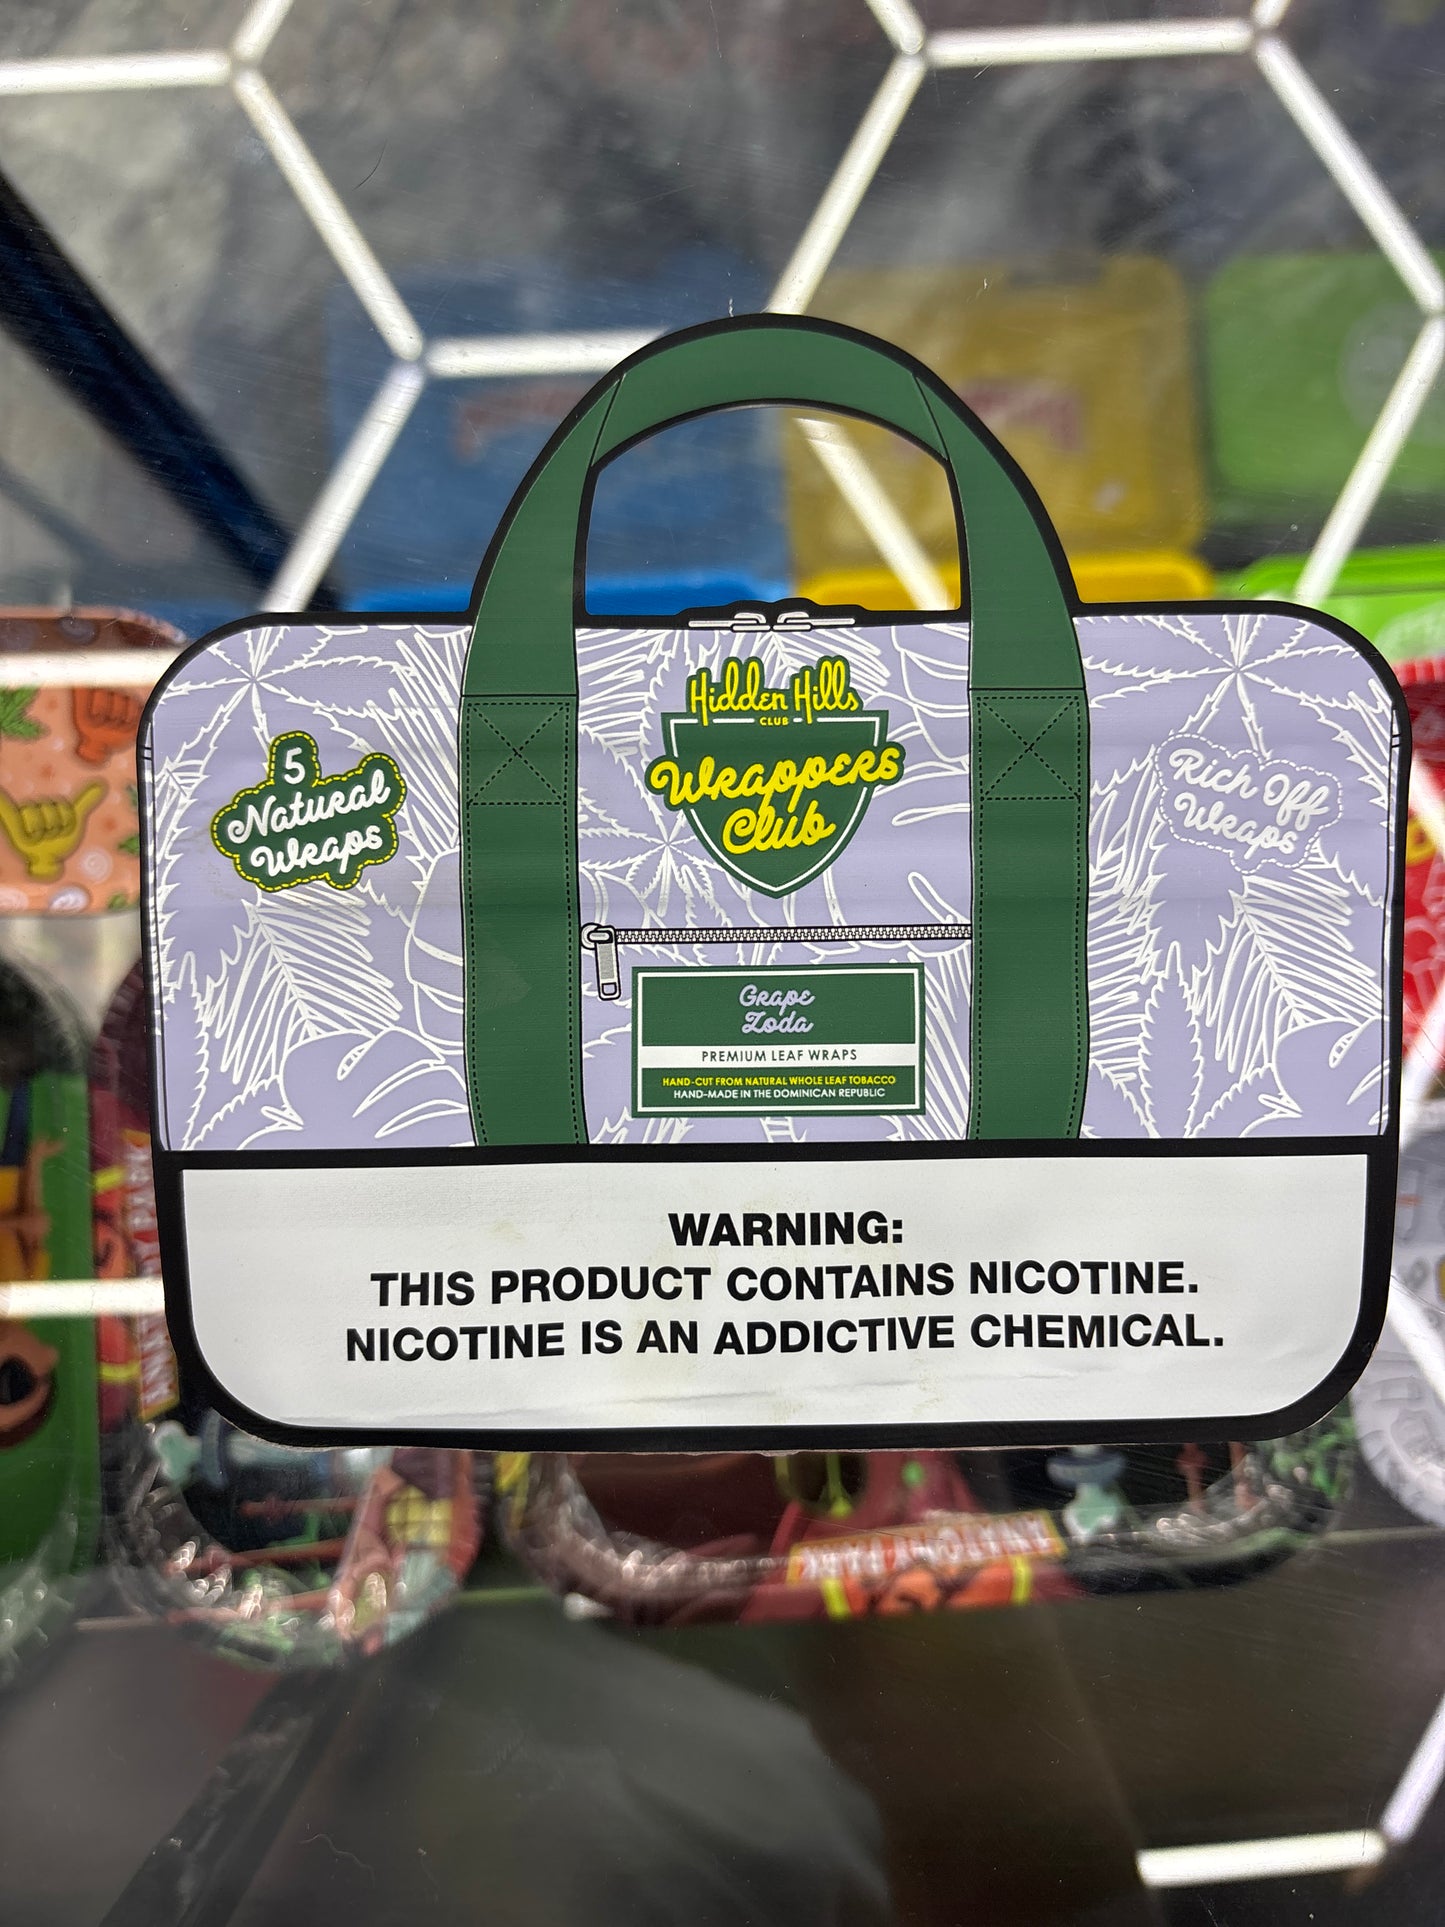 Hidden Hills
CLUB
Wrappers
Club
5
Natural
Wraps
Rich Off
Wraps
Grape
Zoda
PREMIUM LEAF WRAPS
HAND-CUT FROM NATURAL WHOLE LEAF TOBACCO
HAND-MADE IN THE DOMINICAN REPUBLIC
WARNING:
THIS PRODUCT CONTAINS NICOTINE.
NICOTINE IS AN ADDICTIVE CHEMICAL.